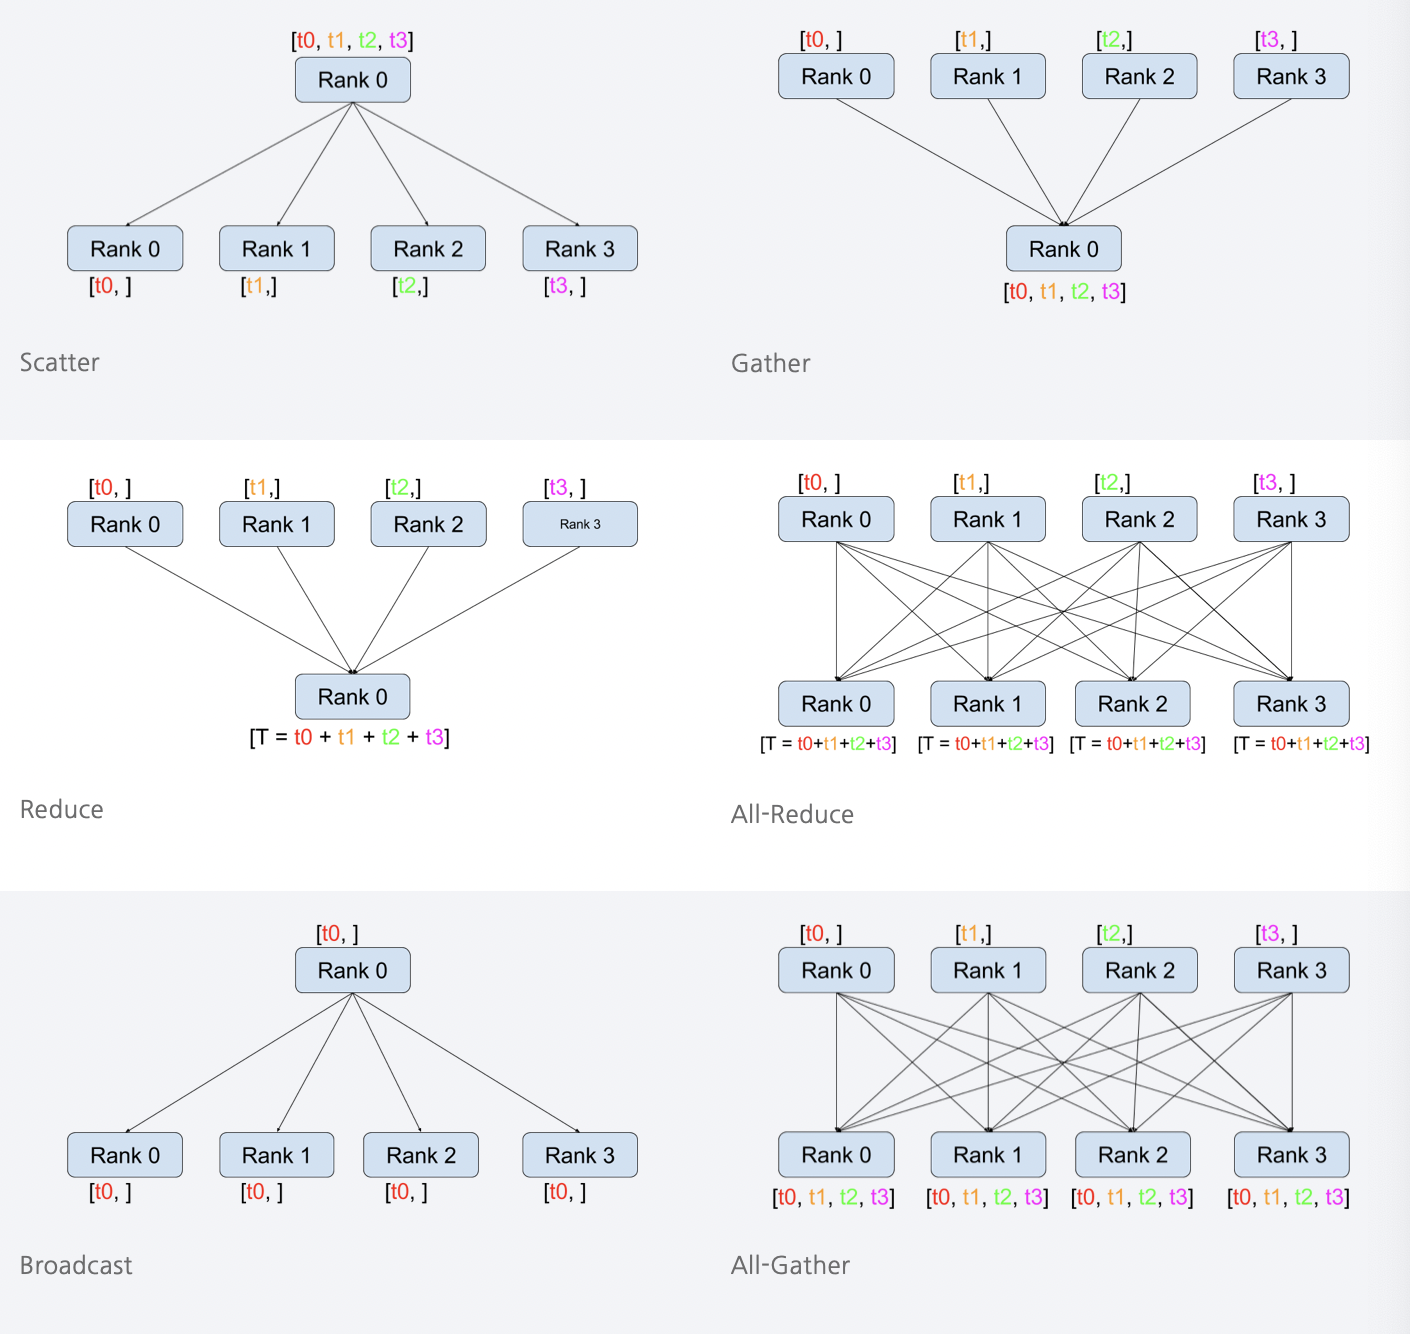 [t0, t1, t2, t3]
Rank 0
Rank 0 Rank 1 Rank 2 Rank 3
[t0, ] [t1,] [t2,] [t3, ]
Scatter
[t0, ] [t1,] [t2,] [t3, ]
Rank 0 Rank 1 Rank 2 Rank 3
Rank 0
[t0, t1, t2, t3]
Gather
[t0, ] [t1,] [t2,] [t3, ]
Rank 0 Rank 1 Rank 2 Rank 3
Rank 0
[T = t0 + t1 + t2 + t3]
Reduce
[t0, ] [t1,] [t2,] [t3, ]
Rank 0 Rank 1 Rank 2 Rank 3
Rank 0 Rank 1 Rank 2 Rank 3
[T = t0+t1+t2+t3] [T = t0+t1+t2+t3] [T = t0+t1+t2+t3] [T = t0+t1+t2+t3]
All-Reduce
[t0, ]
Rank 0
Rank 0 Rank 1 Rank 2 Rank 3
[t0, ] [t0, ] [t0, ] [t0, ]
Broadcast
[t0, ] [t1,] [t2,] [t3, ]
Rank 0 Rank 1 Rank 2 Rank 3
Rank 0 Rank 1 Rank 2 Rank 3
[t0, t1, t2, t3] [t0, t1, t2, t3] [t0, t1, t2, t3] [t0, t1, t2, t3]
All-Gather